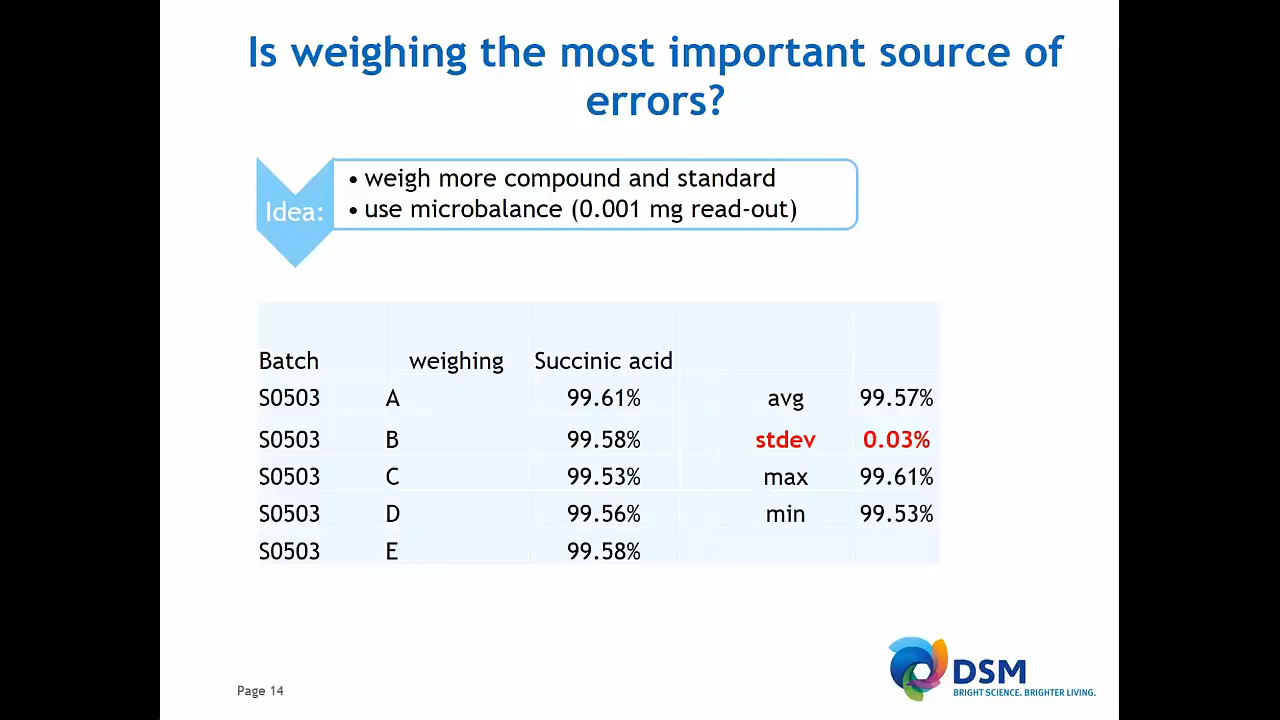 Is weighing the most important source of
errors?
Idea:
• weigh more compound and standard
• use microbalance (0.001 mg read-out)
Batch weighing Succinic acid
S0503 A 99.61% avg 99.57%
S0503 B 99.58% stdev 0.03%
S0503 C 99.53% max 99.61%
S0503 D 99.56% min 99.53%
S0503 E 99.58%
Page 14
DSM
BRIGHT SCIENCE. BRIGHTER LIVING.